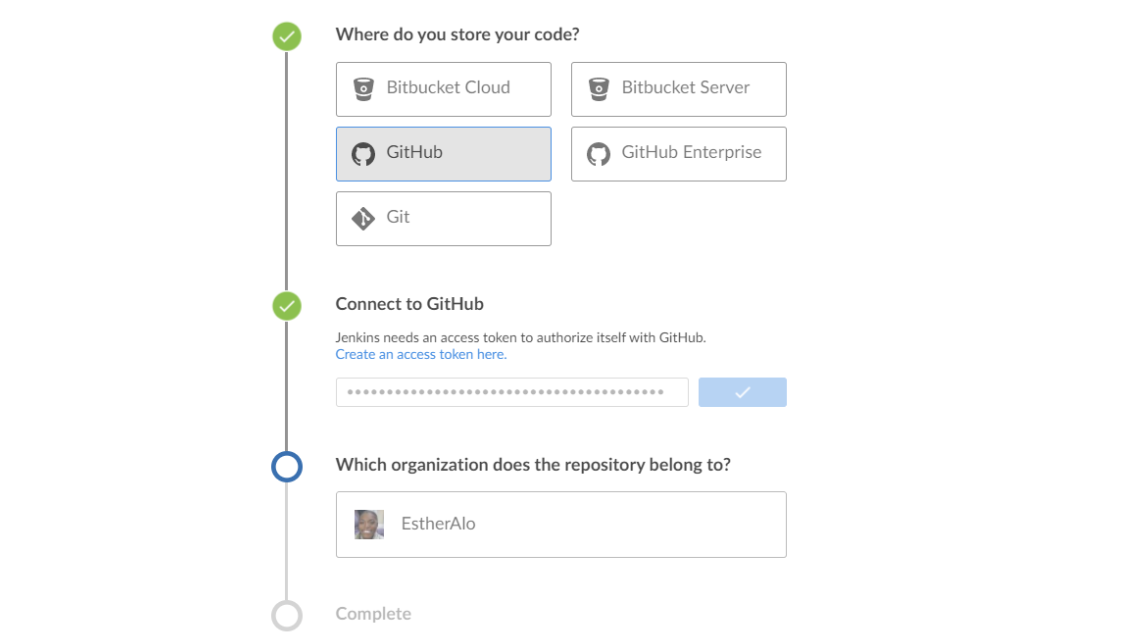 Where do you store your code?
Bitbucket Cloud
Bitbucket Server
GitHub
GitHub Enterprise
Git
Connect to GitHub
Jenkins needs an access token to authorize itself with GitHub.
Create an access token here.
••••••••••••••••••••••••••••••••••••••••
Which organization does the repository belong to?
EstherAlo
Complete